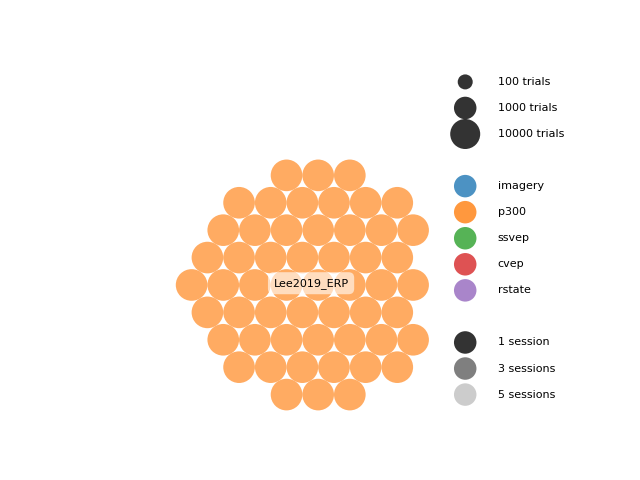 100 trials
1000 trials
10000 trials
imagery
p300
ssvep
cvep
rstate
1 session
3 sessions
5 sessions
Lee2019_ERP